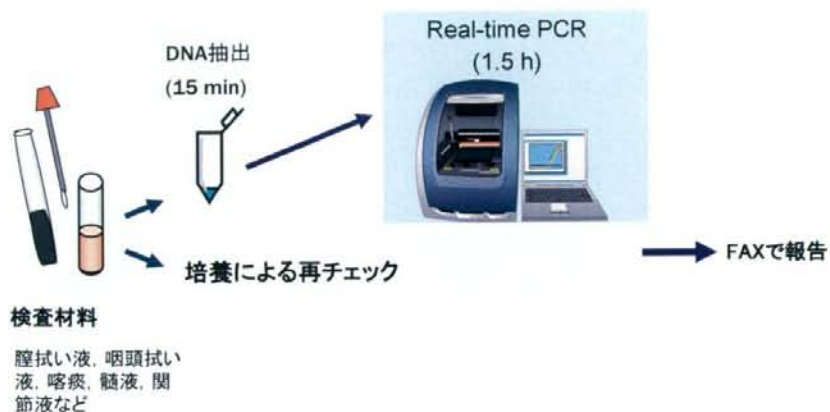 DNA抽出
(15 min)
Real-time PCR
(1.5 h)
培養による再チェック
FAXで報告
検査材料
膣拭い液, 咽頭拭い
液, 喀痰, 髄液, 関
節液など